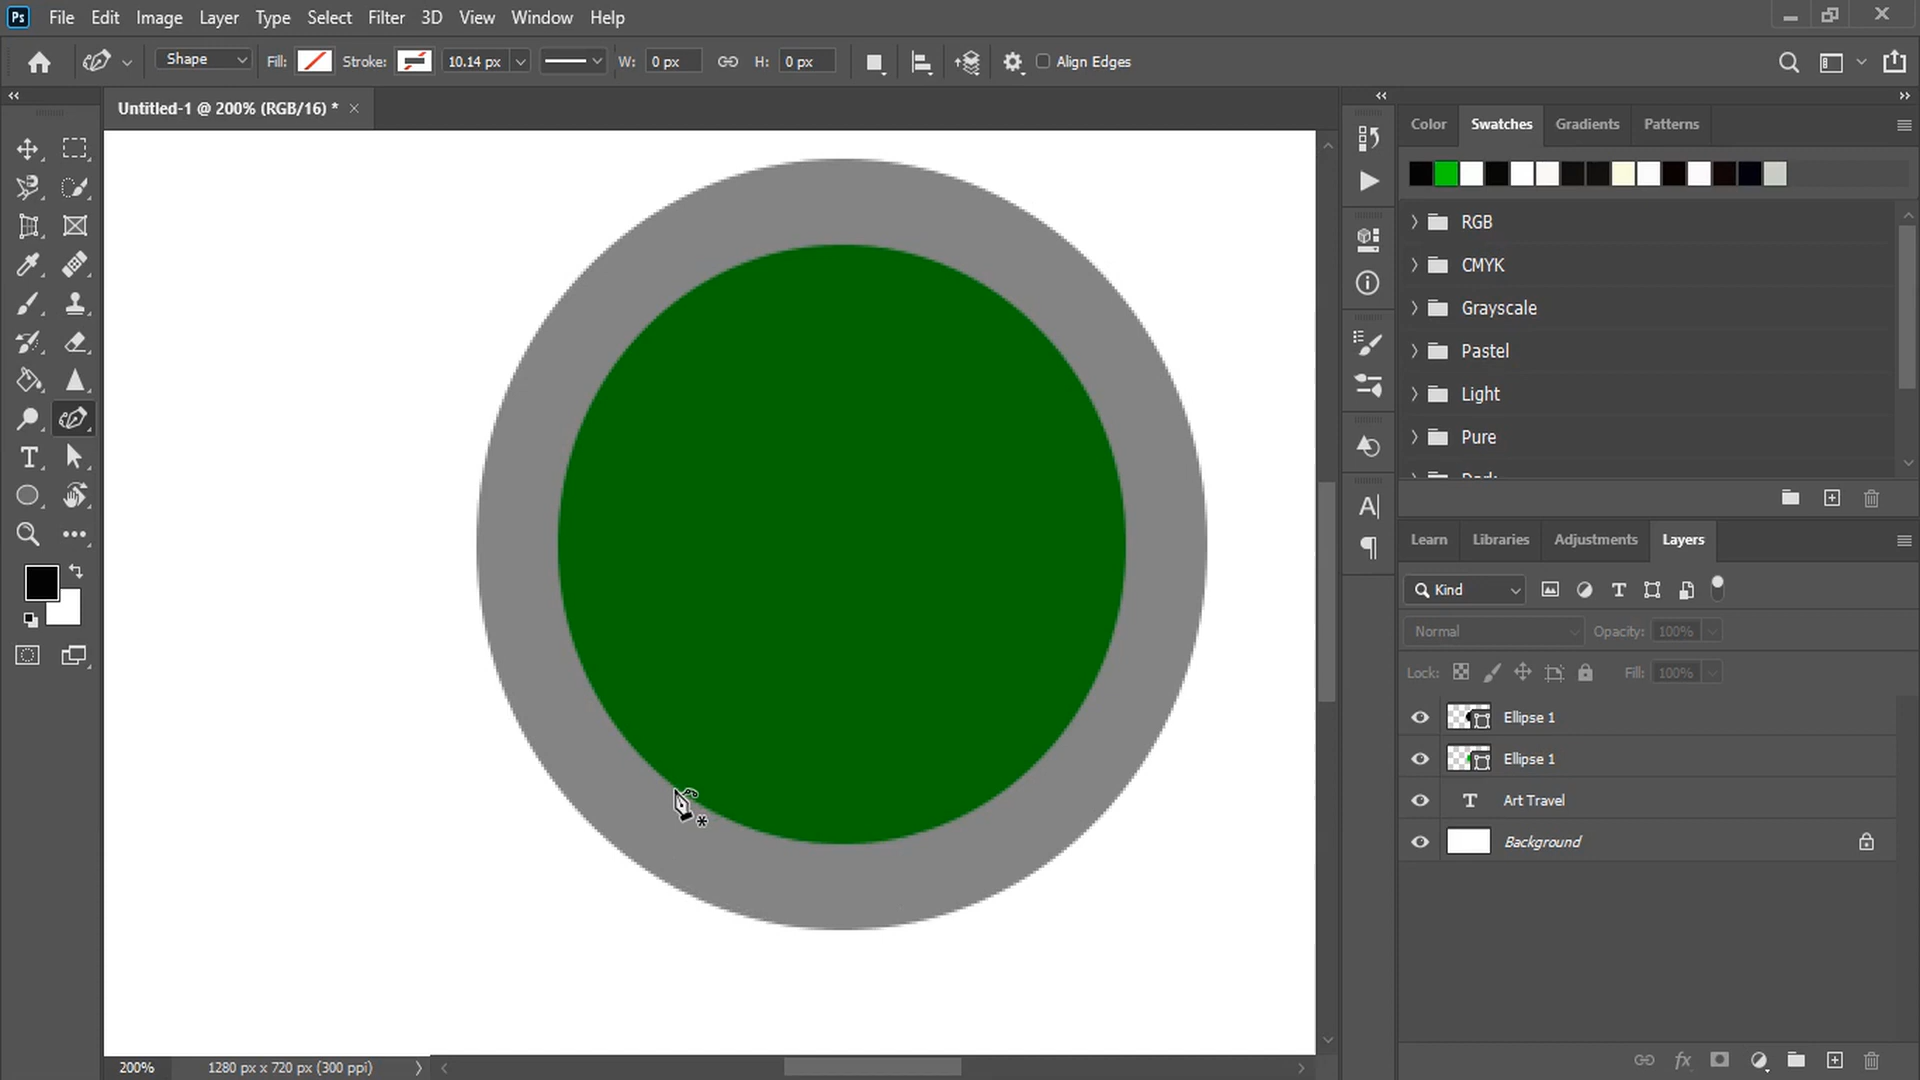 Ps File Edit Image Layer Type Select Filter 3D View Window Help
Shape Fill: Stroke: 10.14 px W: 0 px H: 0 px Align Edges
Untitled-1 @ 200% (RGB/16) *
Color Swatches Gradients Patterns
RGB
CMYK
Grayscale
Pastel
Light
Pure
Learn Libraries Adjustments Layers
Kind
Normal Opacity: 100%
Lock: Fill: 100%
Ellipse 1
Ellipse 1
Art Travel
Background
200% 1280 px x 720 px (300 ppi)